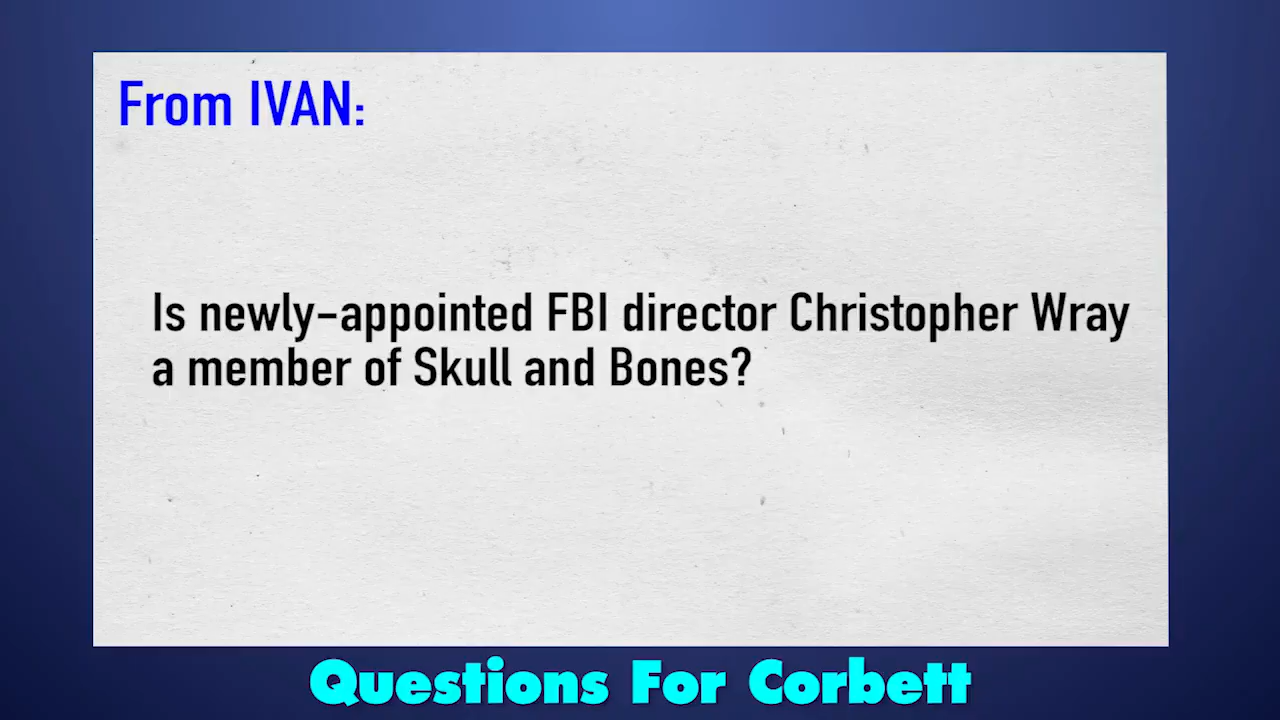 From IVAN:
Is newly-appointed FBI director Christopher Wray
a member of Skull and Bones?
Questions For Corbett